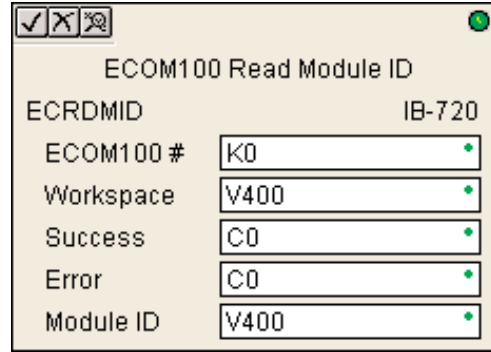 ECOM100 Read Module ID
ECRDMID IB-720
ECOM100 # K0
Workspace V400
Success C0
Error C0
Module ID V400